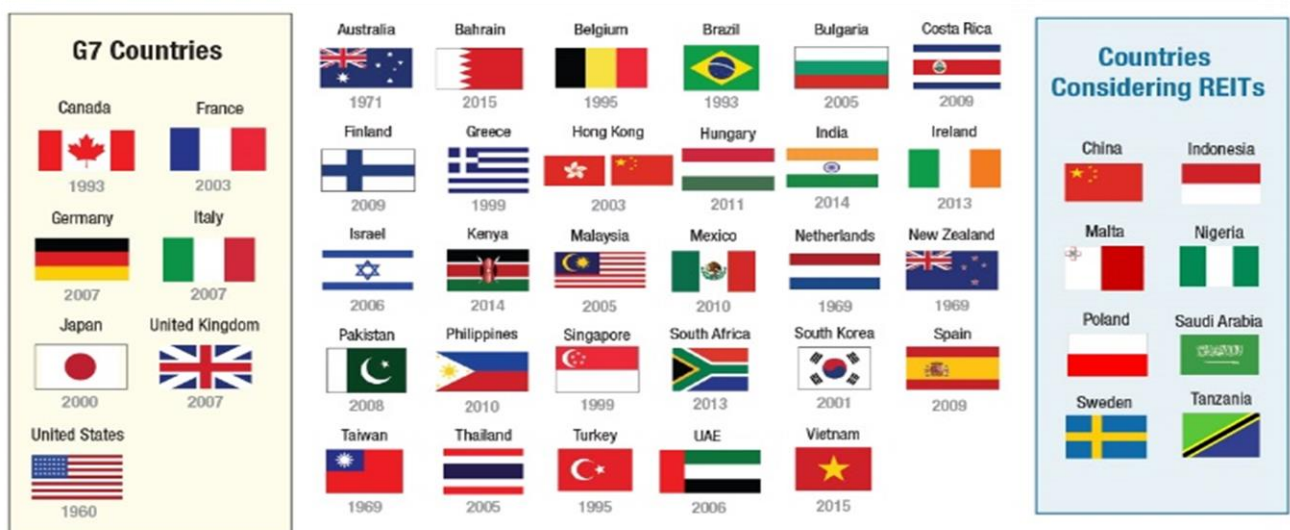 G7 Countries
Canada France
1993 2003
Germany Italy
2007 2007
Japan United Kingdom
2000 2007
United States
1960
Australia Bahrain Belgium Brazil Bulgaria Costa Rica
1971 2015 1995 1993 2005 2009
Finland Greece Hong Kong Hungary India Ireland
2009 1999 2003 2011 2014 2013
Israel Kenya Malaysia Mexico Netherlands New Zealand
2006 2014 2005 2010 1969 1969
Pakistan Philippines Singapore South Africa South Korea Spain
2008 2010 1999 2013 2001 2009
Taiwan Thailand Turkey UAE Vietnam
1969 2005 1995 2006 2015
Countries
Considering REITs
China Indonesia
Malta Nigeria
Poland Saudi Arabia
Sweden Tanzania